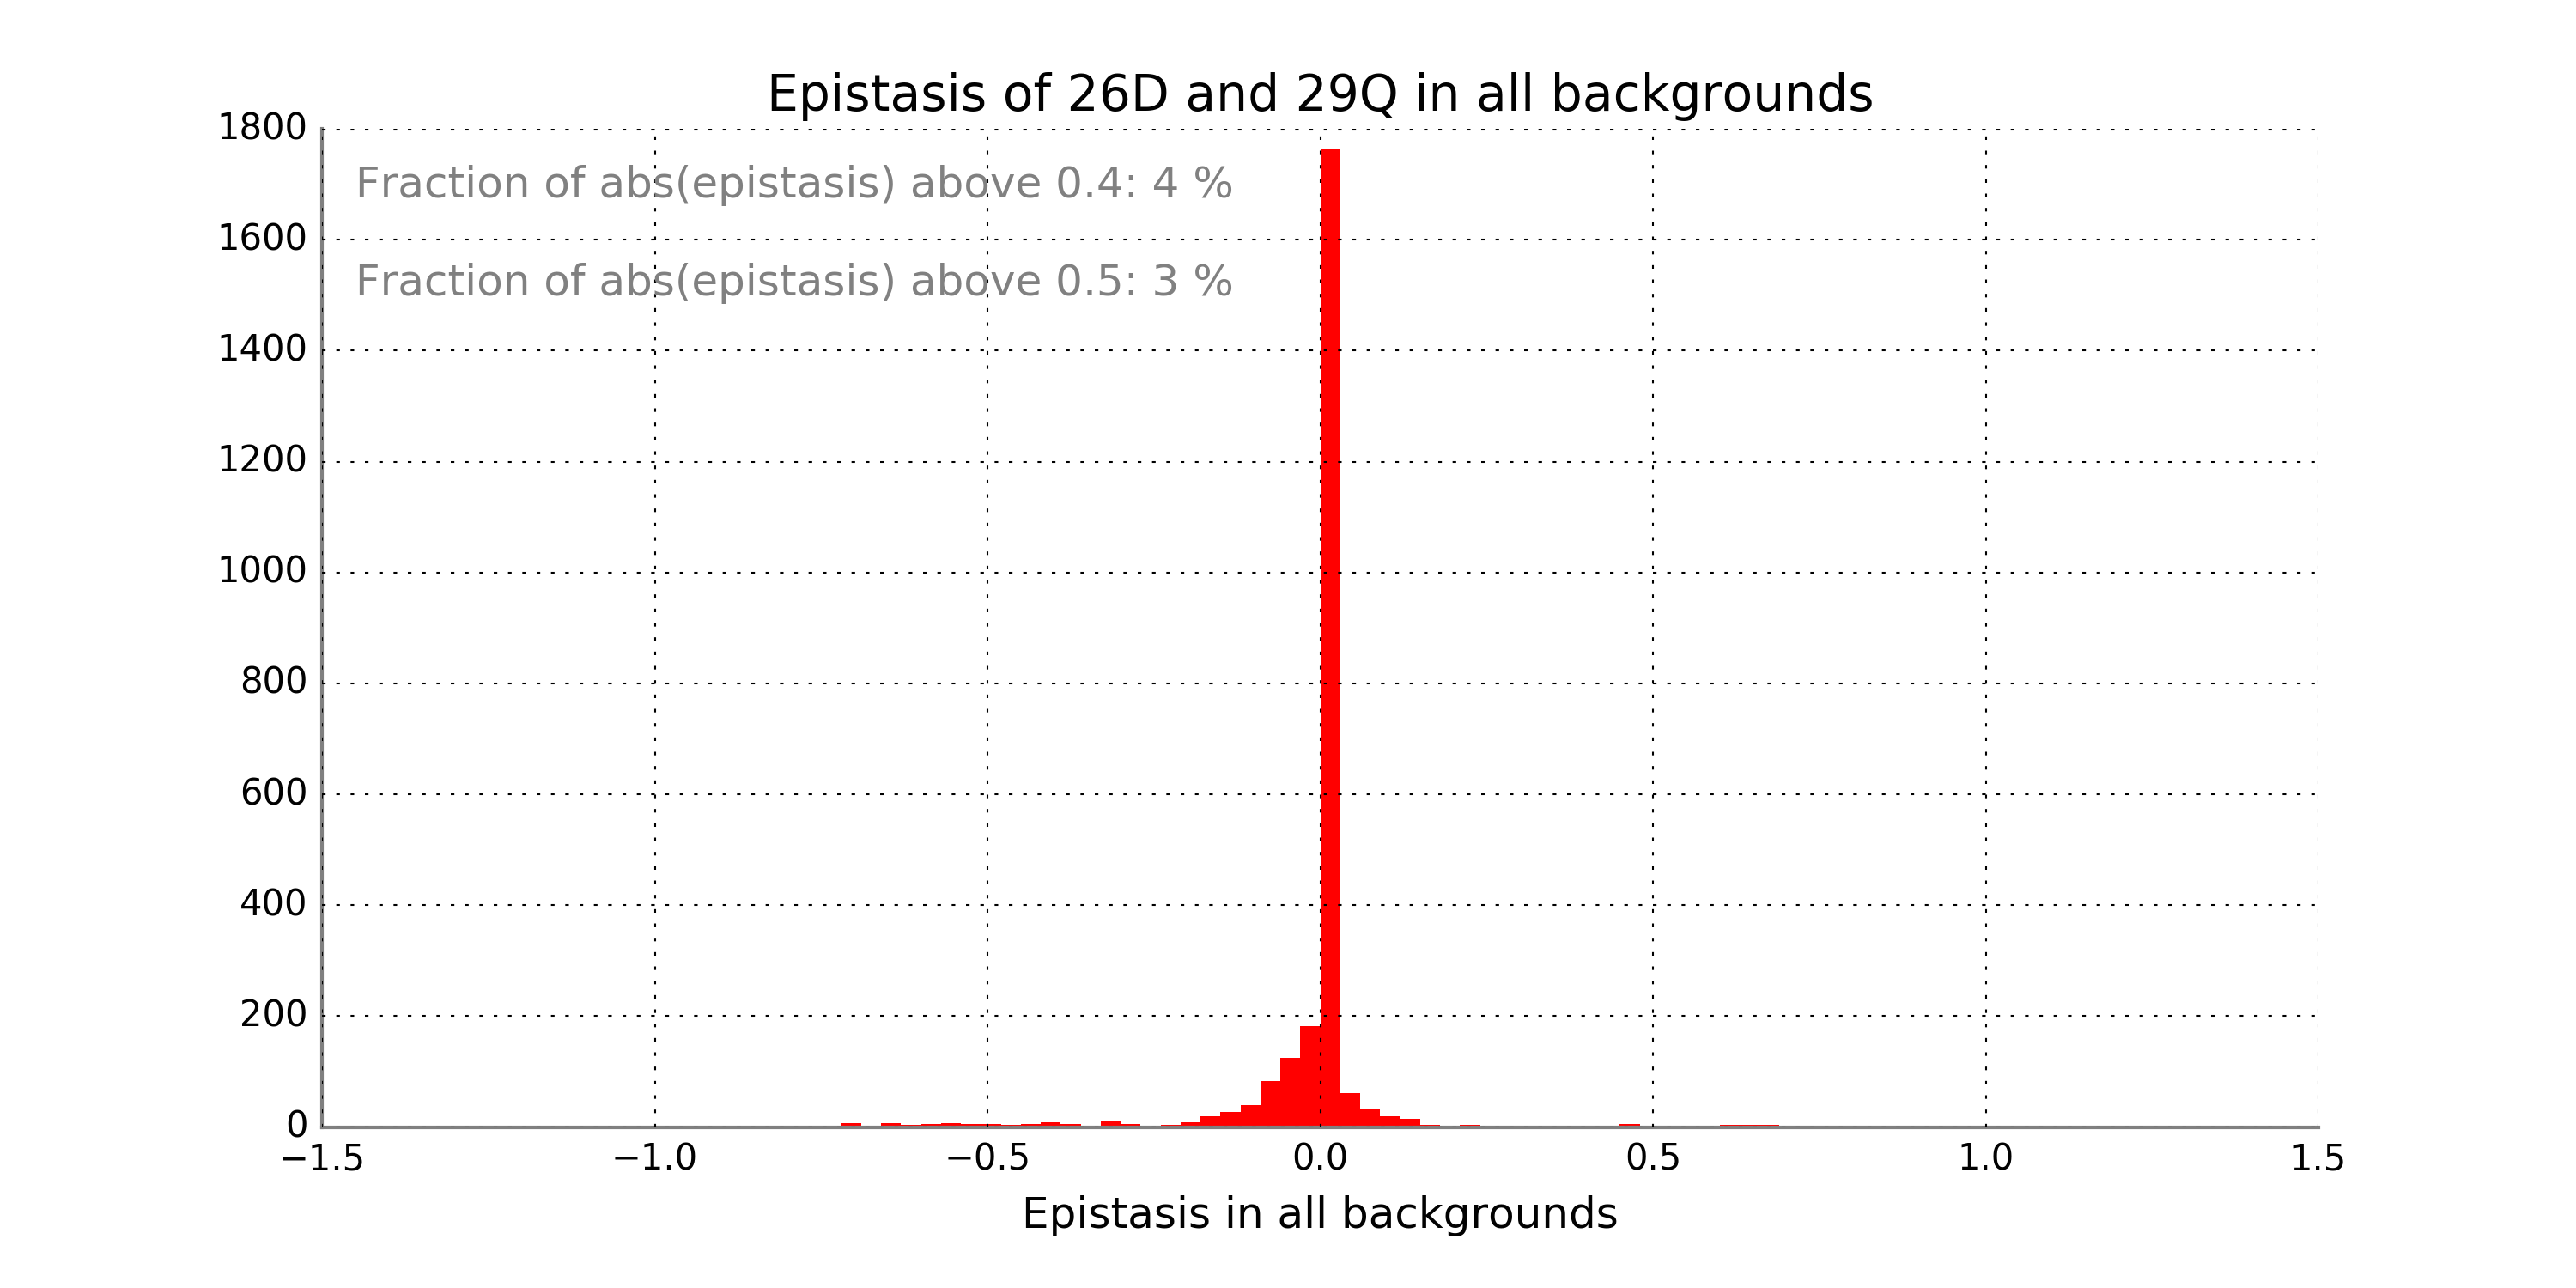 Epistasis of 26D and 29Q in all backgrounds
1800
Fraction of abs(epistasis) above 0.4: 4 %
1600
Fraction of abs(epistasis) above 0.5: 3 %
1400
1200
1000
800
600
400
200
0
−1.5 −1.0 −0.5 0.0 0.5 1.0 1.5
Epistasis in all backgrounds